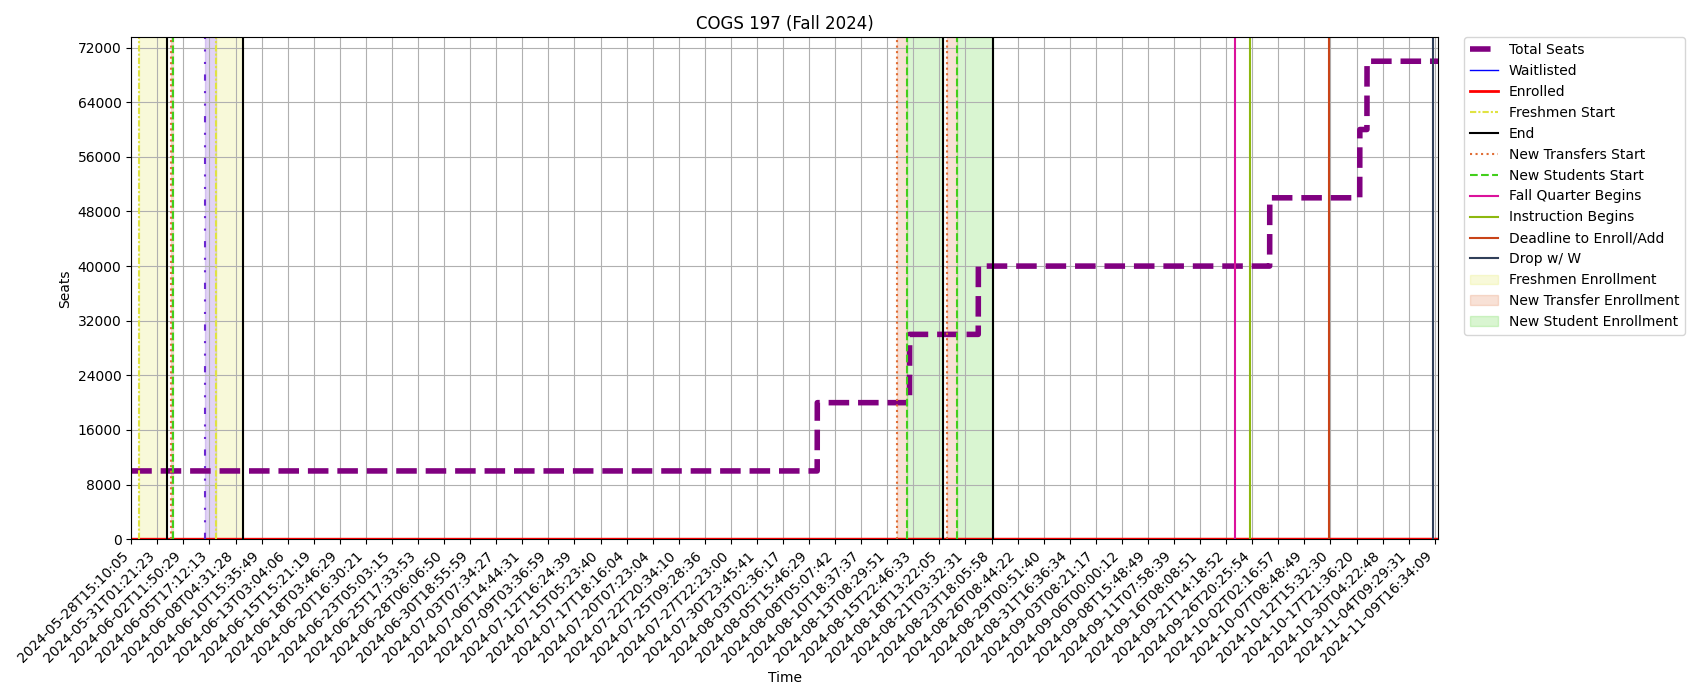 COGS 197 (Fall 2024)
72000
64000
56000
48000
40000
32000
24000
16000
8000
0
Seats
2024-05-28T15:10:05
2024-05-31T01:21:23
2024-06-02T11:50:29
2024-06-05T17:12:13
2024-06-08T04:31:28
2024-06-10T15:35:49
2024-06-13T03:04:06
2024-06-15T15:21:19
2024-06-18T03:46:29
2024-06-20T16:30:21
2024-06-23T05:03:15
2024-06-25T17:33:53
2024-06-28T06:06:50
2024-06-30T18:55:59
2024-07-03T07:34:27
2024-07-06T14:44:31
2024-07-09T03:36:59
2024-07-12T16:24:39
2024-07-15T05:23:40
2024-07-17T18:16:04
2024-07-20T07:23:04
2024-07-22T20:34:10
2024-07-25T09:28:36
2024-07-27T22:23:00
2024-07-30T23:45:41
2024-08-03T02:36:17
2024-08-05T15:46:29
2024-08-08T05:07:42
2024-08-10T18:37:37
2024-08-13T08:29:51
2024-08-15T22:46:33
2024-08-18T13:22:05
2024-08-21T03:32:31
2024-08-23T18:05:58
2024-08-26T08:44:22
2024-08-29T00:51:40
2024-08-31T16:36:34
2024-09-03T08:21:17
2024-09-06T00:00:12
2024-09-08T15:48:49
2024-09-11T07:58:39
2024-09-16T08:08:51
2024-09-21T14:18:52
2024-09-26T20:25:54
2024-10-02T02:16:57
2024-10-07T08:48:49
2024-10-12T15:32:30
2024-10-17T21:36:20
2024-10-30T04:22:48
2024-11-04T09:29:31
2024-11-09T16:34:09
Time
Total Seats
Waitlisted
Enrolled
Freshmen Start
End
New Transfers Start
New Students Start
Fall Quarter Begins
Instruction Begins
Deadline to Enroll/Add
Drop w/ W
Freshmen Enrollment
New Transfer Enrollment
New Student Enrollment